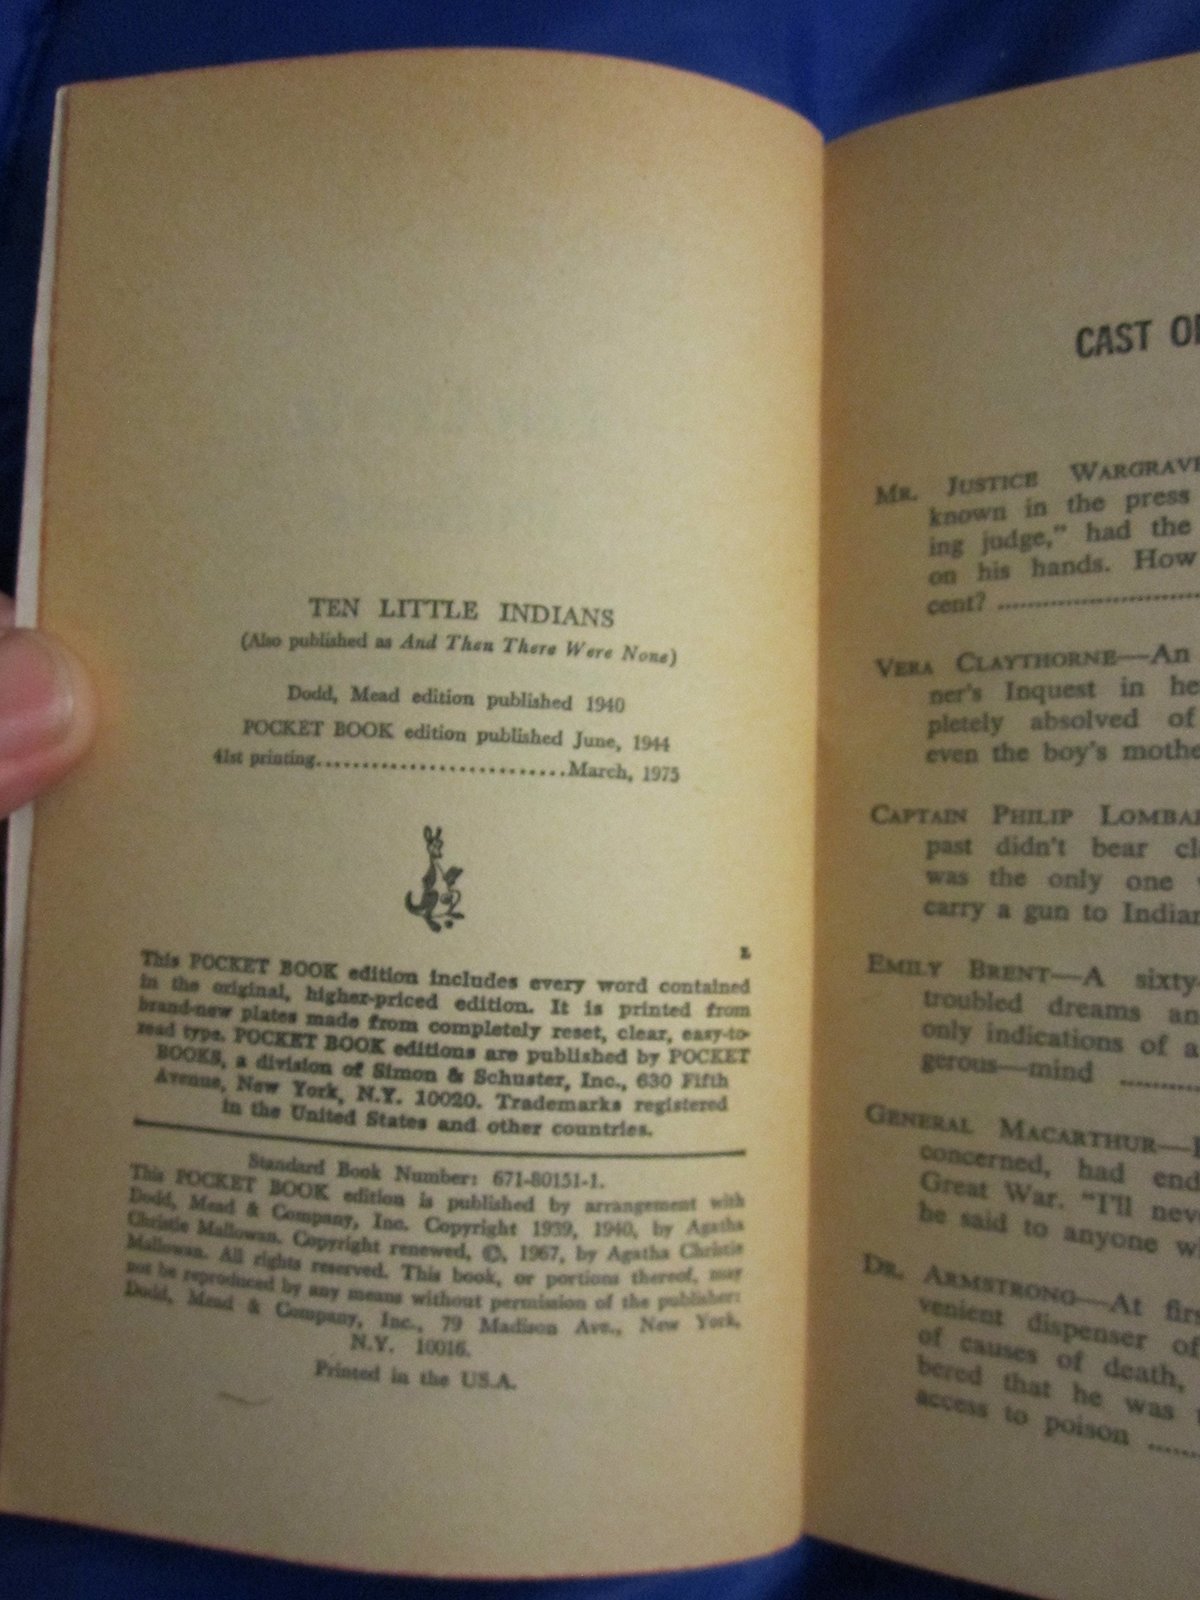 TEN LITTLE INDIANS
(Also published as And Then There Were None)
Dodd, Mead edition published 1940
POCKET BOOK edition published June, 1944
41st printing...........................March, 1975
L
This POCKET BOOK edition includes every word contained
in the original, higher-priced edition. It is printed from
brand-new plates made from completely reset, clear, easy-to-
read type. POCKET BOOK editions are published by POCKET
BOOKS, a division of Simon & Schuster, Inc., 630 Fifth
Avenue, New York, N.Y. 10020. Trademarks registered
in the United States and other countries.
Standard Book Number: 671-80151-1.
This POCKET BOOK edition is published by arrangement with
Dodd, Mead & Company, Inc. Copyright 1939, 1940, by Agatha
Christie Mallowan. Copyright renewed, ©, 1967, by Agatha Christie
Mallowan. All rights reserved. This book, or portions thereof, may
not be reproduced by any means without permission of the publisher:
Dodd, Mead & Company, Inc., 79 Madison Ave., New York,
N.Y. 10016.
Printed in the U.S.A.
CAST O
MR. JUSTICE WARGRAVE
known in the press
ing judge," had the
on his hands. How
cent? ........................
VERA CLAYTHORNE—An
ner's Inquest in he
pletely absolved of
even the boy's mothe
CAPTAIN PHILIP LOMBAR
past didn't bear cl
was the only one
carry a gun to Indian
EMILY BRENT—A sixty-
troubled dreams an
only indications of a
gerous—mind ..........
GENERAL MACARTHUR—
concerned, had end
Great War. "I'll nev
he said to anyone w
DR. ARMSTRONG—At firs
venient dispenser of
of causes of death,
bered that he was
access to poison ......